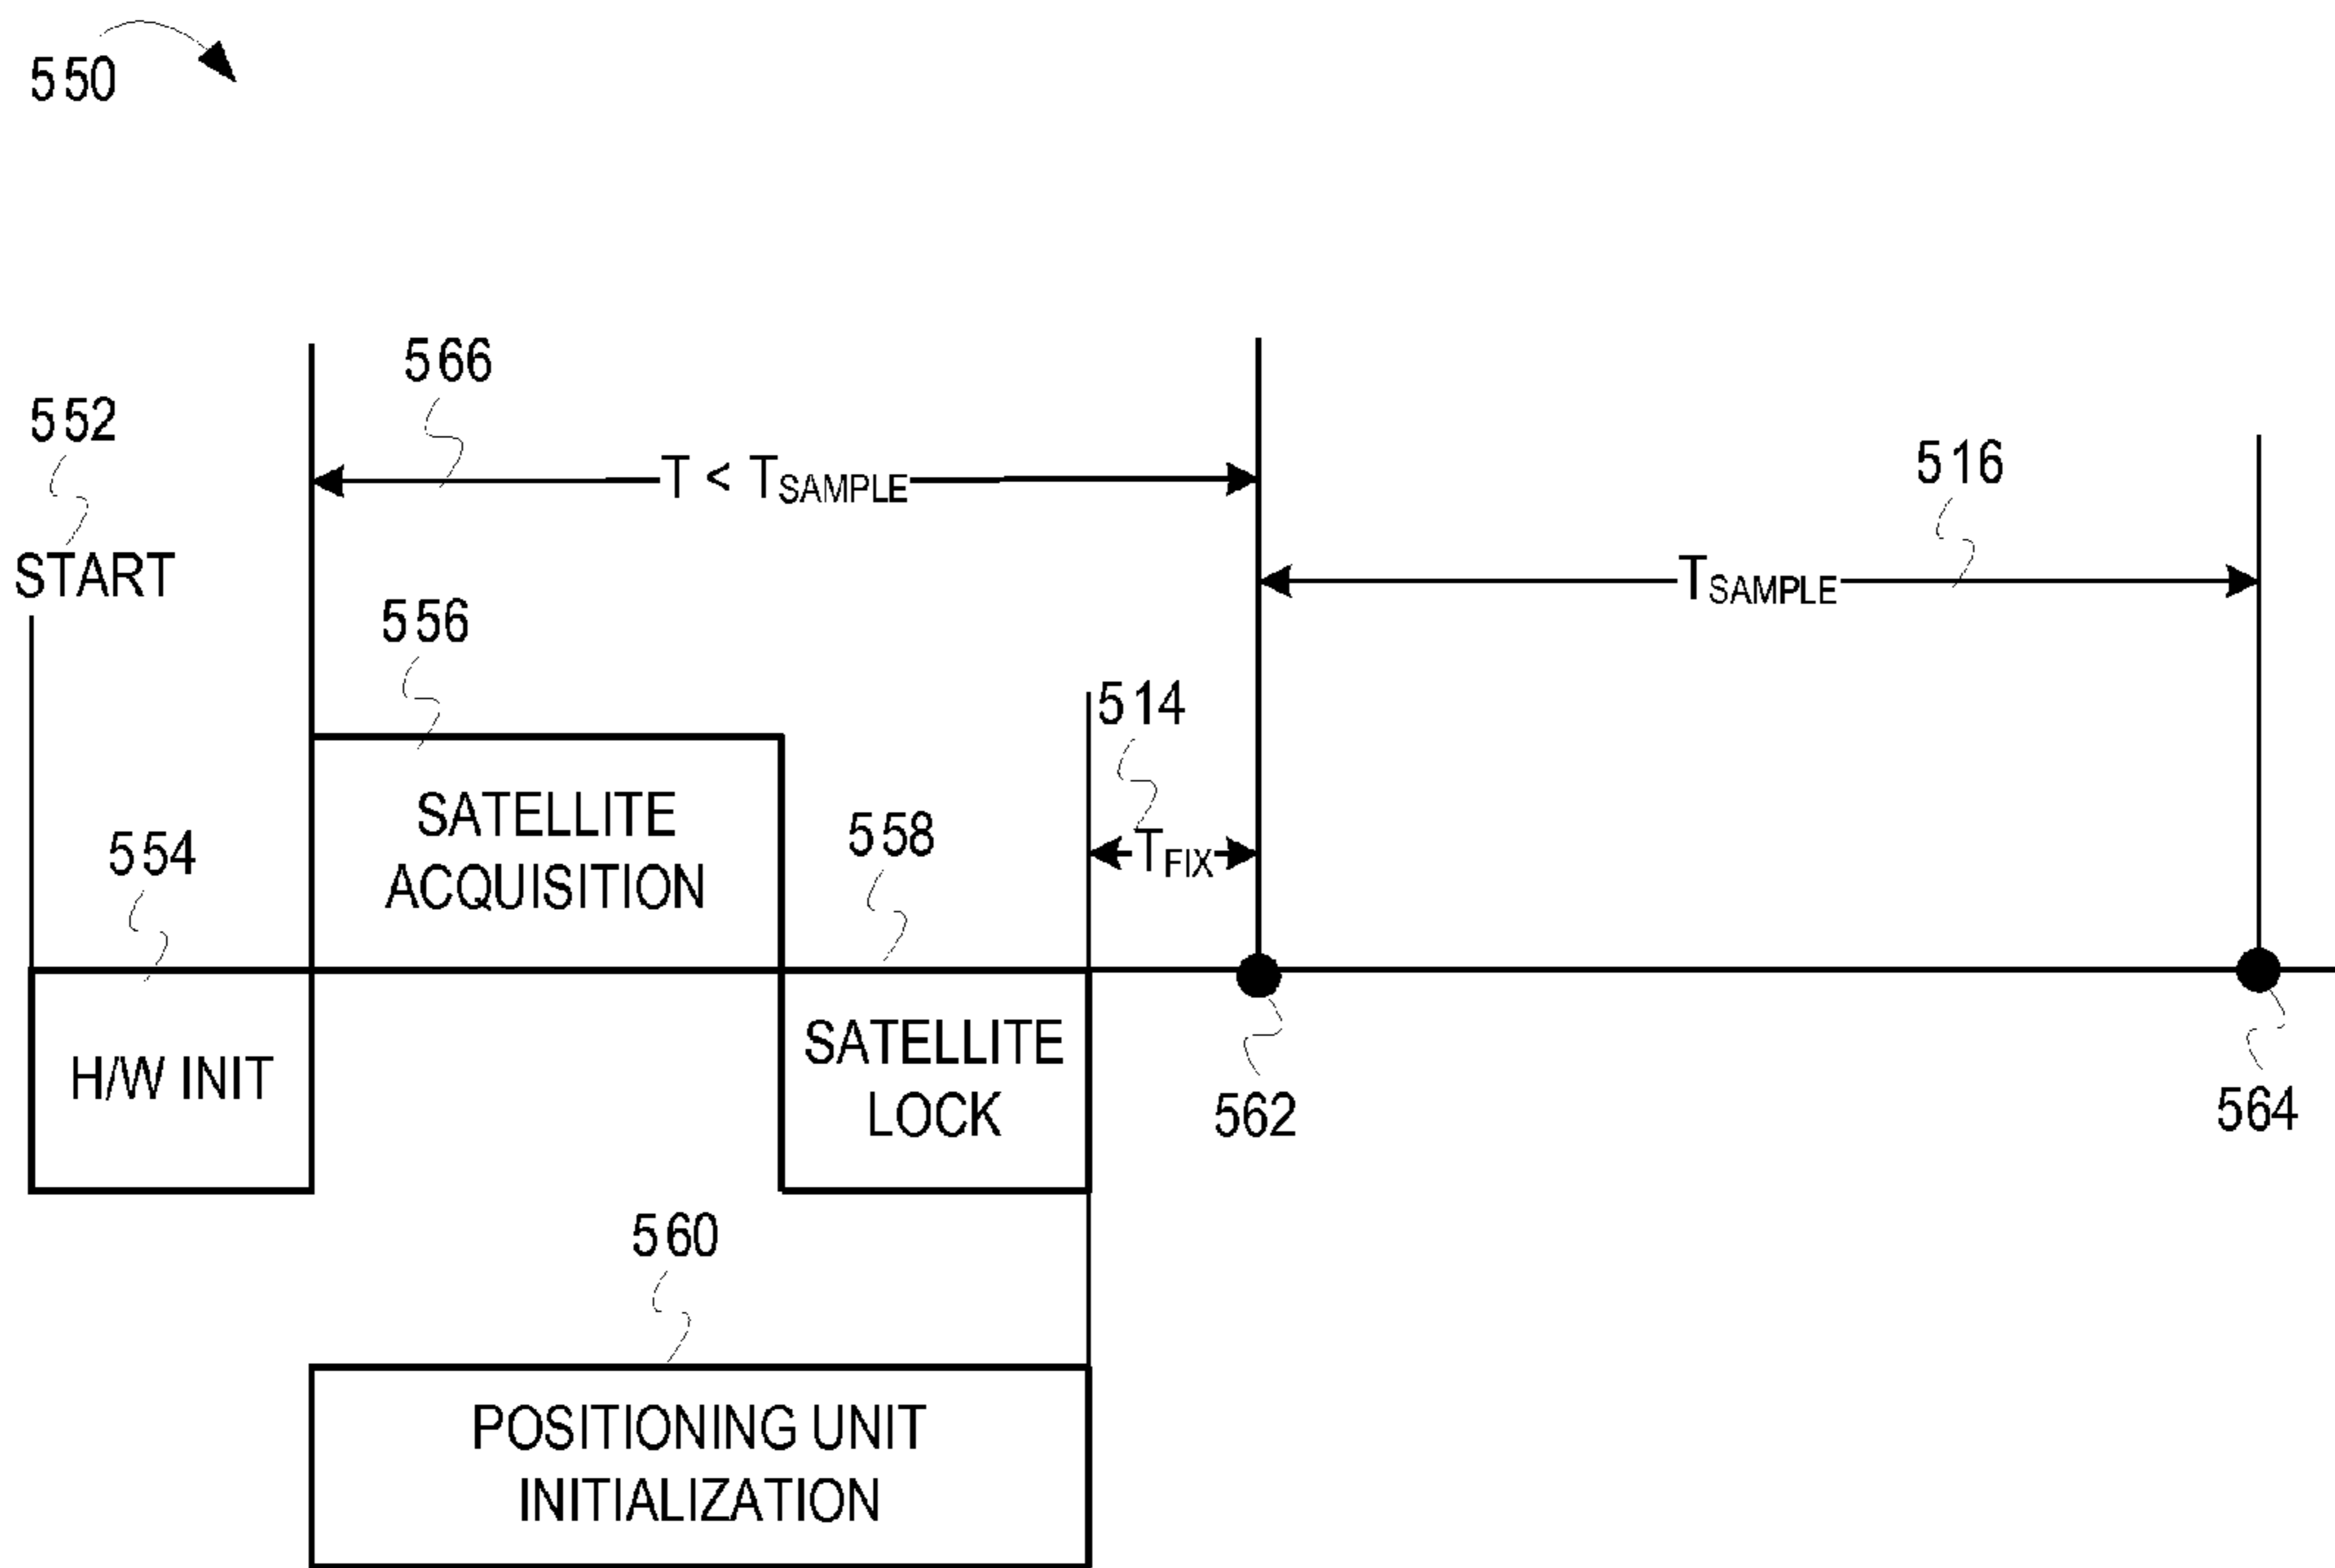 550
566
552
T < TSAMPLE
516
START
TSAMPLE
556
514
SATELLITE
ACQUISITION
558
554
TFIX
H/W INIT
SATELLITE
LOCK
562
564
560
POSITIONING UNIT
INITIALIZATION